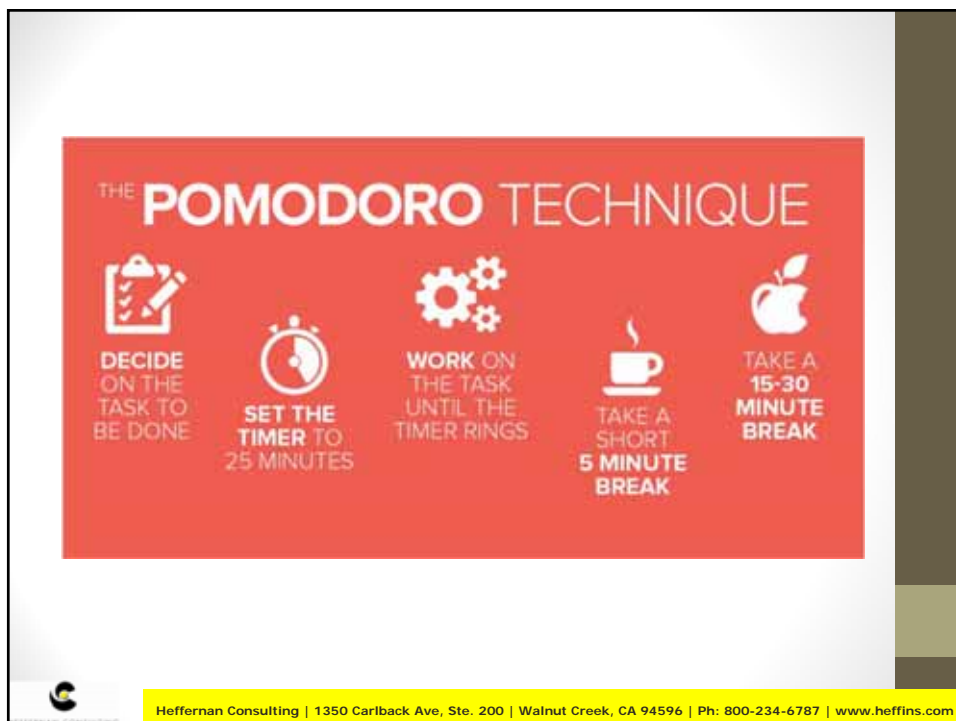 THE POMODORO TECHNIQUE
DECIDE
ON THE
TASK TO
BE DONE
SET THE
TIMER TO
25 MINUTES
WORK ON
THE TASK
UNTIL THE
TIMER RINGS
TAKE A
SHORT
5 MINUTE
BREAK
TAKE A
15-30
MINUTE
BREAK
Heffernan Consulting | 1350 Carlback Ave, Ste. 200 | Walnut Creek, CA 94596 | Ph: 800-234-6787 | www.heffins.com